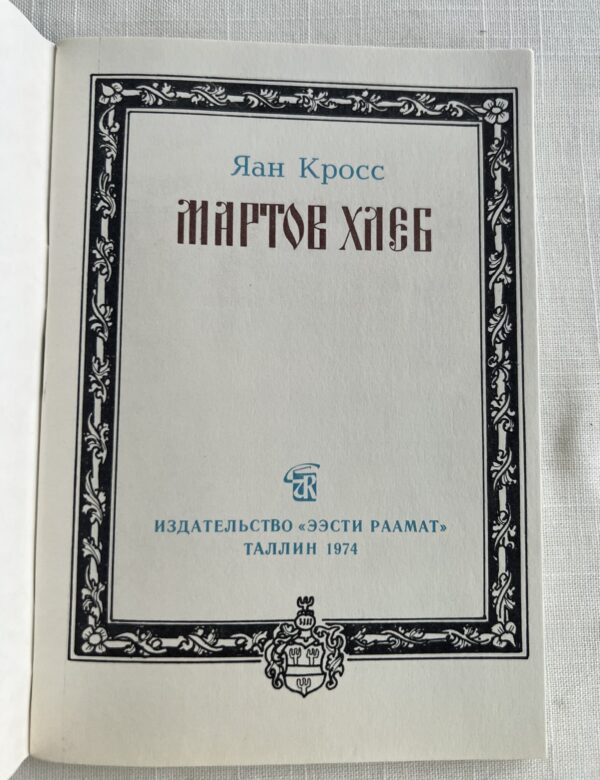 Яан Кросс
МАРТОВ ХЛЕБ
ИЗДАТЕЛЬСТВО «ЭЭСТИ РААМАТ»
ТАЛЛИН 1974